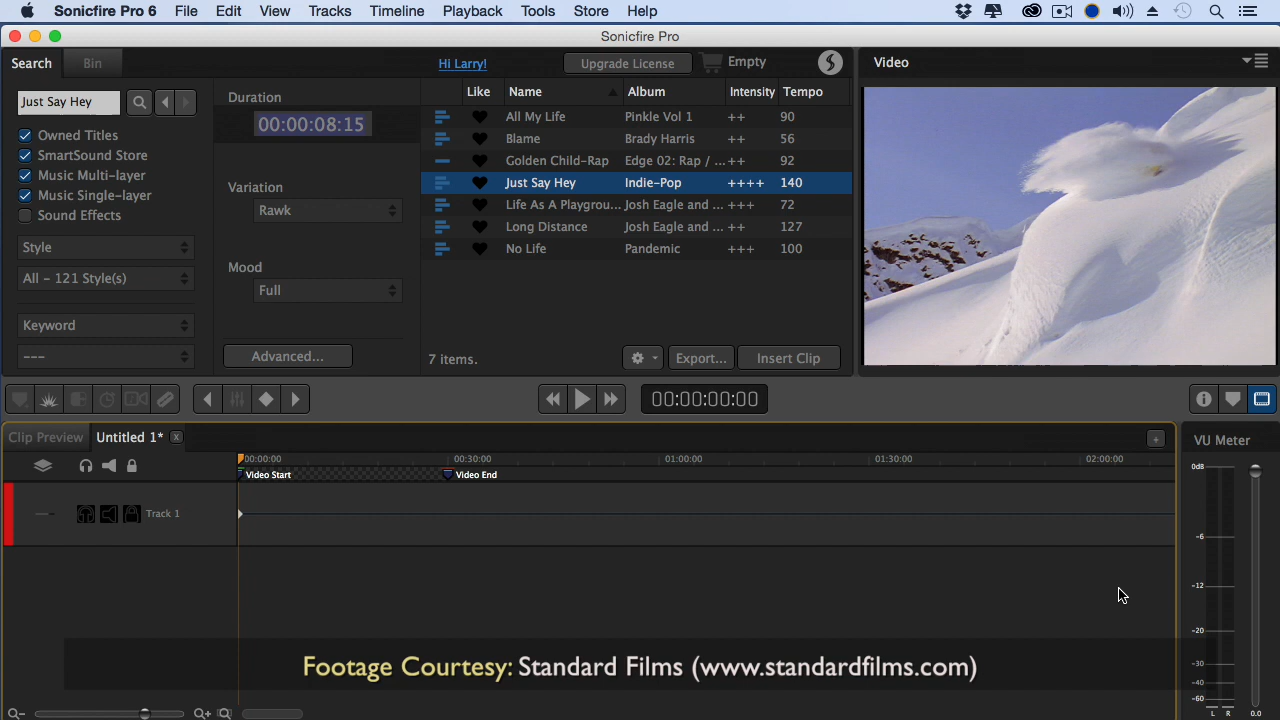 Sonicfire Pro 6 File Edit View Tracks Timeline Playback Tools Store Help
Sonicfire Pro
Search Bin Hi Larry! Upgrade License Empty Video
Just Say Hey
Owned Titles
SmartSound Store
Music Multi-layer
Music Single-layer
Sound Effects
Style
All - 121 Style(s)
Keyword
---
Duration
00:00:08:15
Variation
Rawk
Mood
Full
Advanced...
Like Name Album Intensity Tempo
All My Life Pinkle Vol 1 ++ 90
Blame Brady Harris ++ 56
Golden Child-Rap Edge 02: Rap / ... ++ 92
Just Say Hey Indie-Pop ++++ 140
Life As A Playgrou... Josh Eagle and ... +++ 72
Long Distance Josh Eagle and ... ++ 127
No Life Pandemic +++ 100
7 items. Export... Insert Clip
00:00:00:00
Clip Preview Untitled 1* x + VU Meter
00:00:00 00:30:00 01:00:00 01:30:00 02:00:00
Video Start Video End
Track 1
0dB
-6
-12
-20
-30
-40
-60
L R 0.0
Footage Courtesy: Standard Films (www.standardfilms.com)